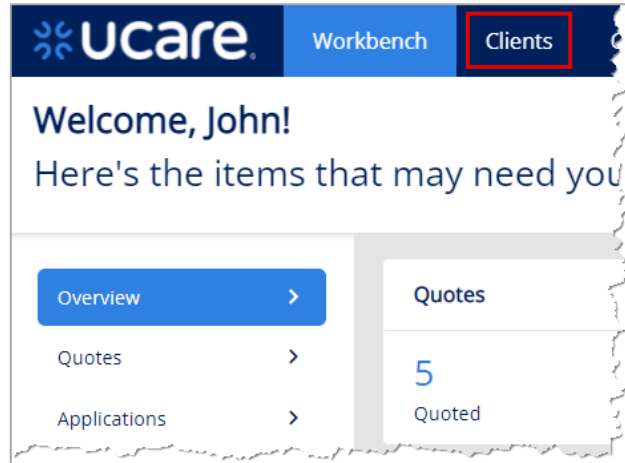 ucare.
Workbench
Clients
Welcome, John!
Here's the items that may need you
Overview
Quotes
Applications
Quotes
5
Quoted